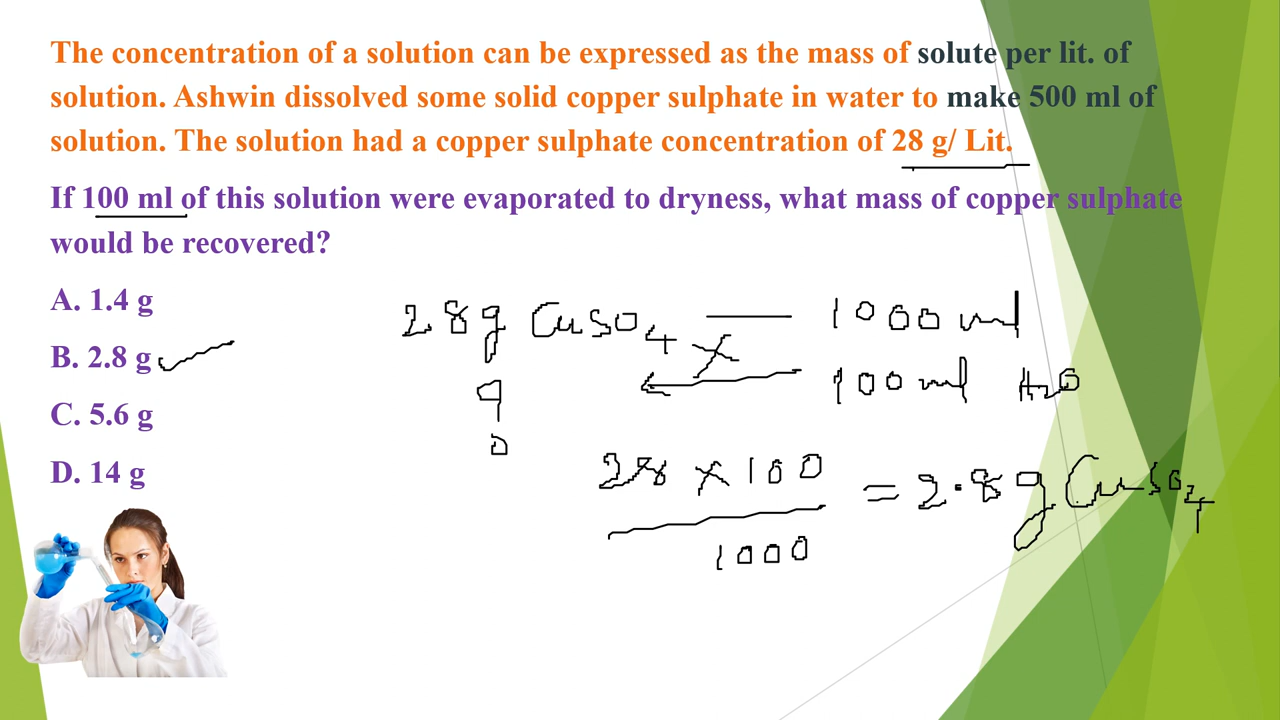 The concentration of a solution can be expressed as the mass of solute per lit. of
solution. Ashwin dissolved some solid copper sulphate in water to make 500 ml of
solution. The solution had a copper sulphate concentration of 28 g/ Lit.
If 100 ml of this solution were evaporated to dryness, what mass of copper sulphate
would be recovered?
A. 1.4 g
B. 2.8 g
C. 5.6 g
D. 14 g
28g CuSO4 — 1000 ml
? 100 ml H2O
28 × 100
= 2.8g CuSO4
1000